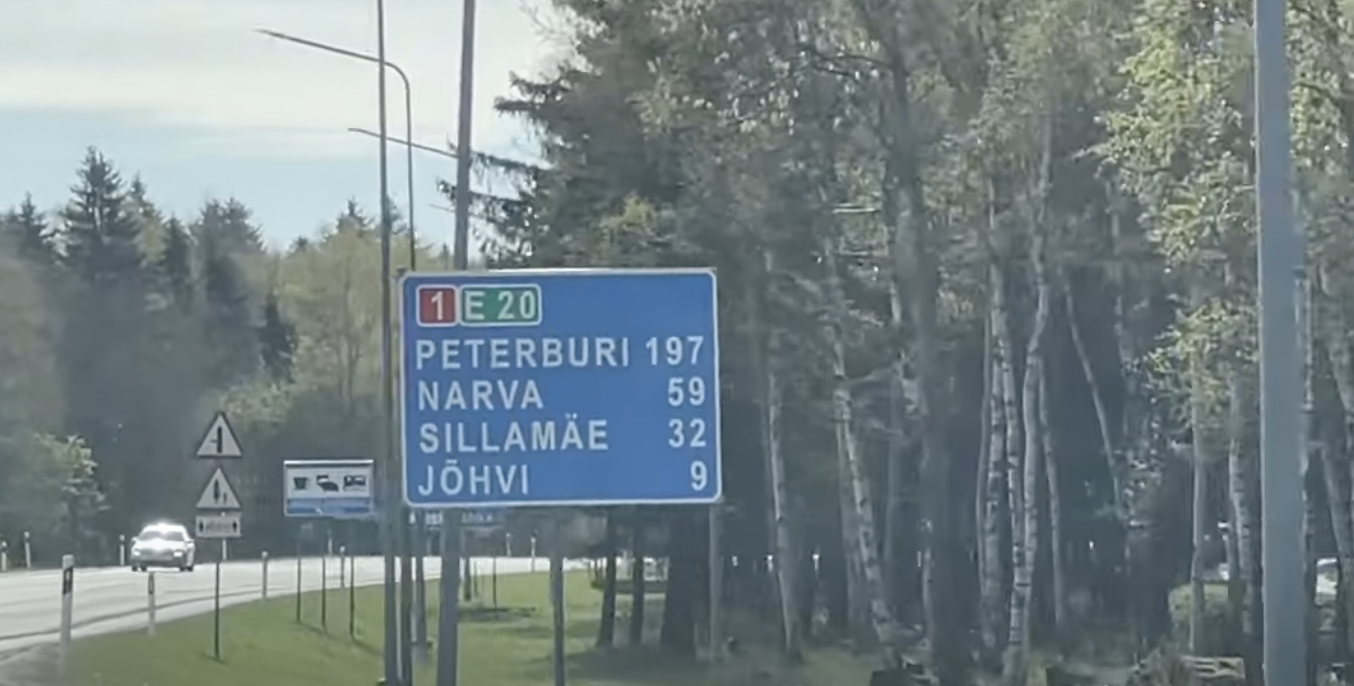 1 E 20
PETERBURI 197
NARVA 59
SILLAMÄE 32
JÕHVI 9